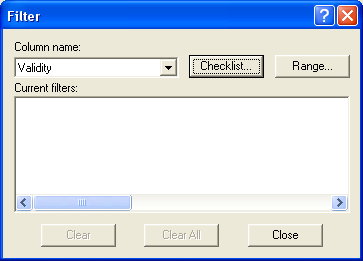 Filter
Column name:
Validity
Checklist...
Range...
Current filters:
Clear
Clear All
Close